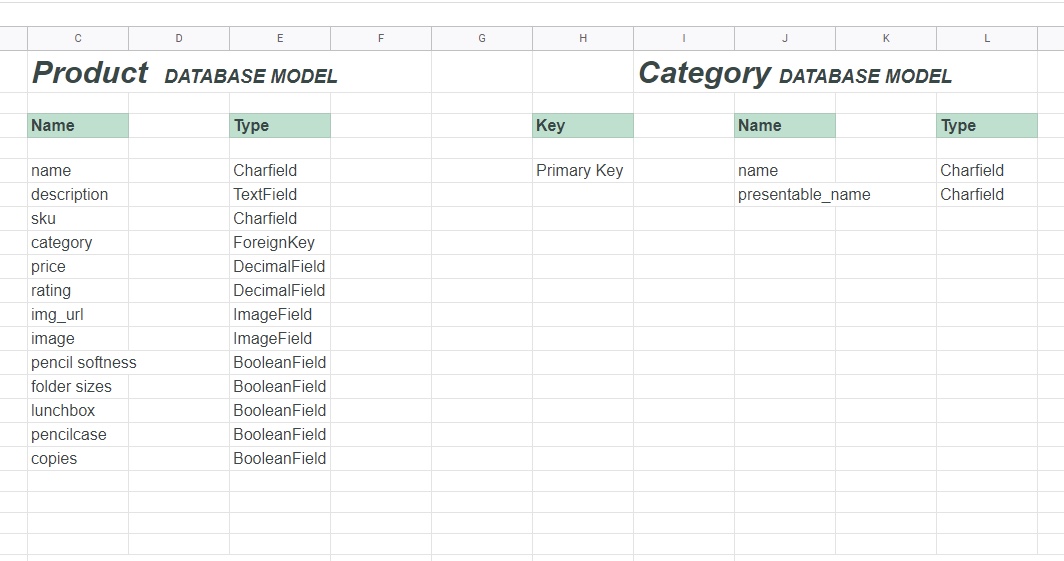 C D E F G H I J K L
Product DATABASE MODEL Category DATABASE MODEL
Name Type Key Name Type
name Charfield Primary Key name Charfield
description TextField presentable_name Charfield
sku Charfield
category ForeignKey
price DecimalField
rating DecimalField
img_url ImageField
image ImageField
pencil softness BooleanField
folder sizes BooleanField
lunchbox BooleanField
pencilcase BooleanField
copies BooleanField